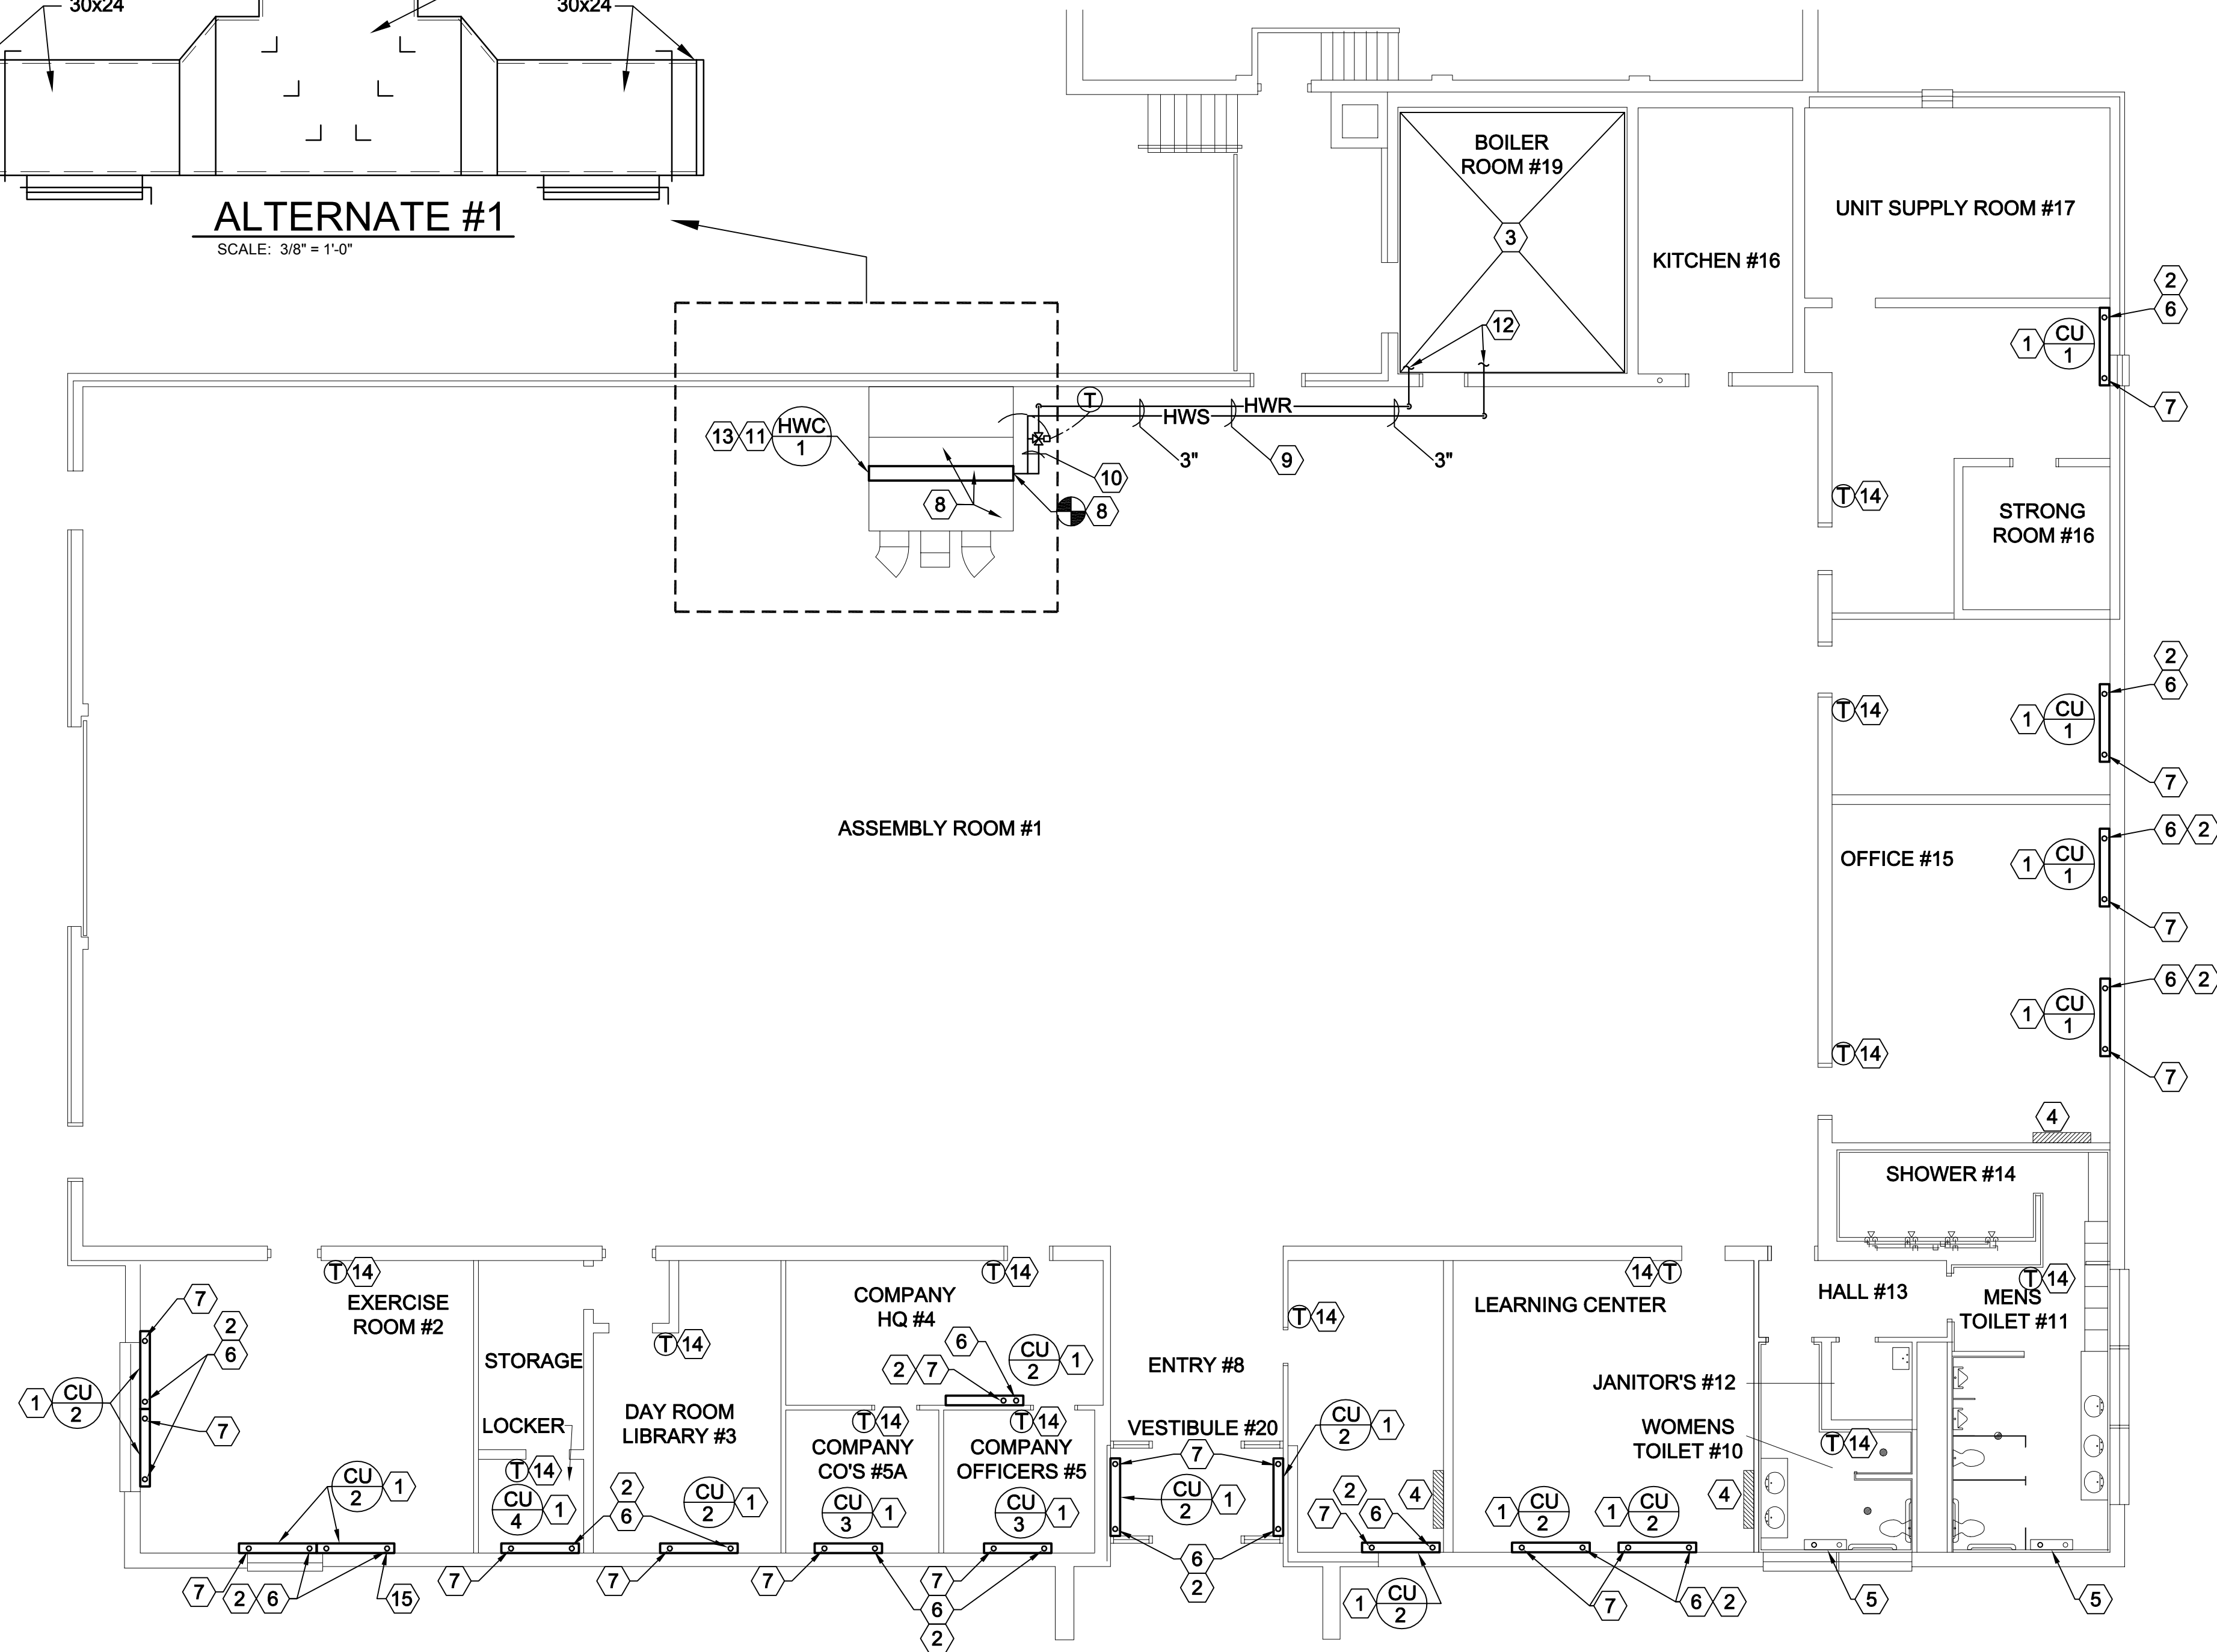 30x24
30x24
ALTERNATE #1
SCALE: 3/8" = 1'-0"
BOILER
ROOM #19
3
KITCHEN #16
UNIT SUPPLY ROOM #17
2
6
1
CU
1
7
12
T
HWR
HWS
13
11
HWC
1
3"
9
3"
10
8
8
T
14
STRONG
ROOM #16
2
6
T
14
1
CU
1
7
ASSEMBLY ROOM #1
6
2
OFFICE #15
1
CU
1
7
6
2
1
CU
1
T
14
7
4
SHOWER #14
T
14
EXERCISE
ROOM #2
7
2
6
1
CU
2
7
CU
2
1
7
2
6
15
STORAGE
LOCKER
T
14
CU
4
1
7
T
14
DAY ROOM
LIBRARY #3
2
6
CU
2
1
7
T
14
COMPANY
HQ #4
6
CU
2
1
2
7
T
14
COMPANY
CO'S #5A
CU
3
1
7
T
14
COMPANY
OFFICERS #5
CU
3
1
7
6
2
ENTRY #8
VESTIBULE #20
7
CU
2
1
6
2
CU
2
1
T
14
2
7
6
4
1
CU
2
14
T
LEARNING CENTER
1
CU
2
1
CU
2
4
7
6
2
HALL #13
T
14
MENS
TOILET #11
JANITOR'S #12
WOMENS
TOILET #10
T
14
5
5